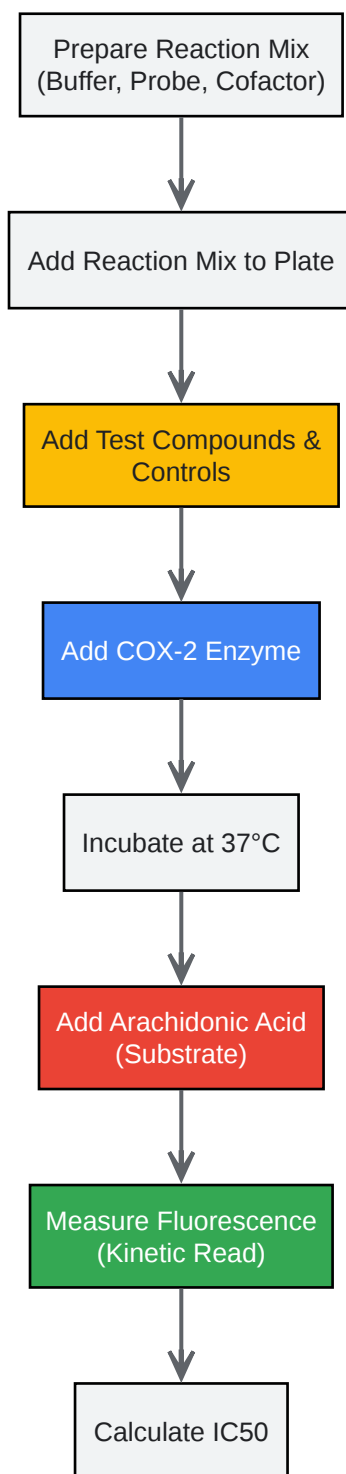 Prepare Reaction Mix
(Buffer, Probe, Cofactor)
Add Reaction Mix to Plate
Add Test Compounds &
Controls
Add COX-2 Enzyme
Incubate at 37°C
Add Arachidonic Acid
(Substrate)
Measure Fluorescence
(Kinetic Read)
Calculate IC50